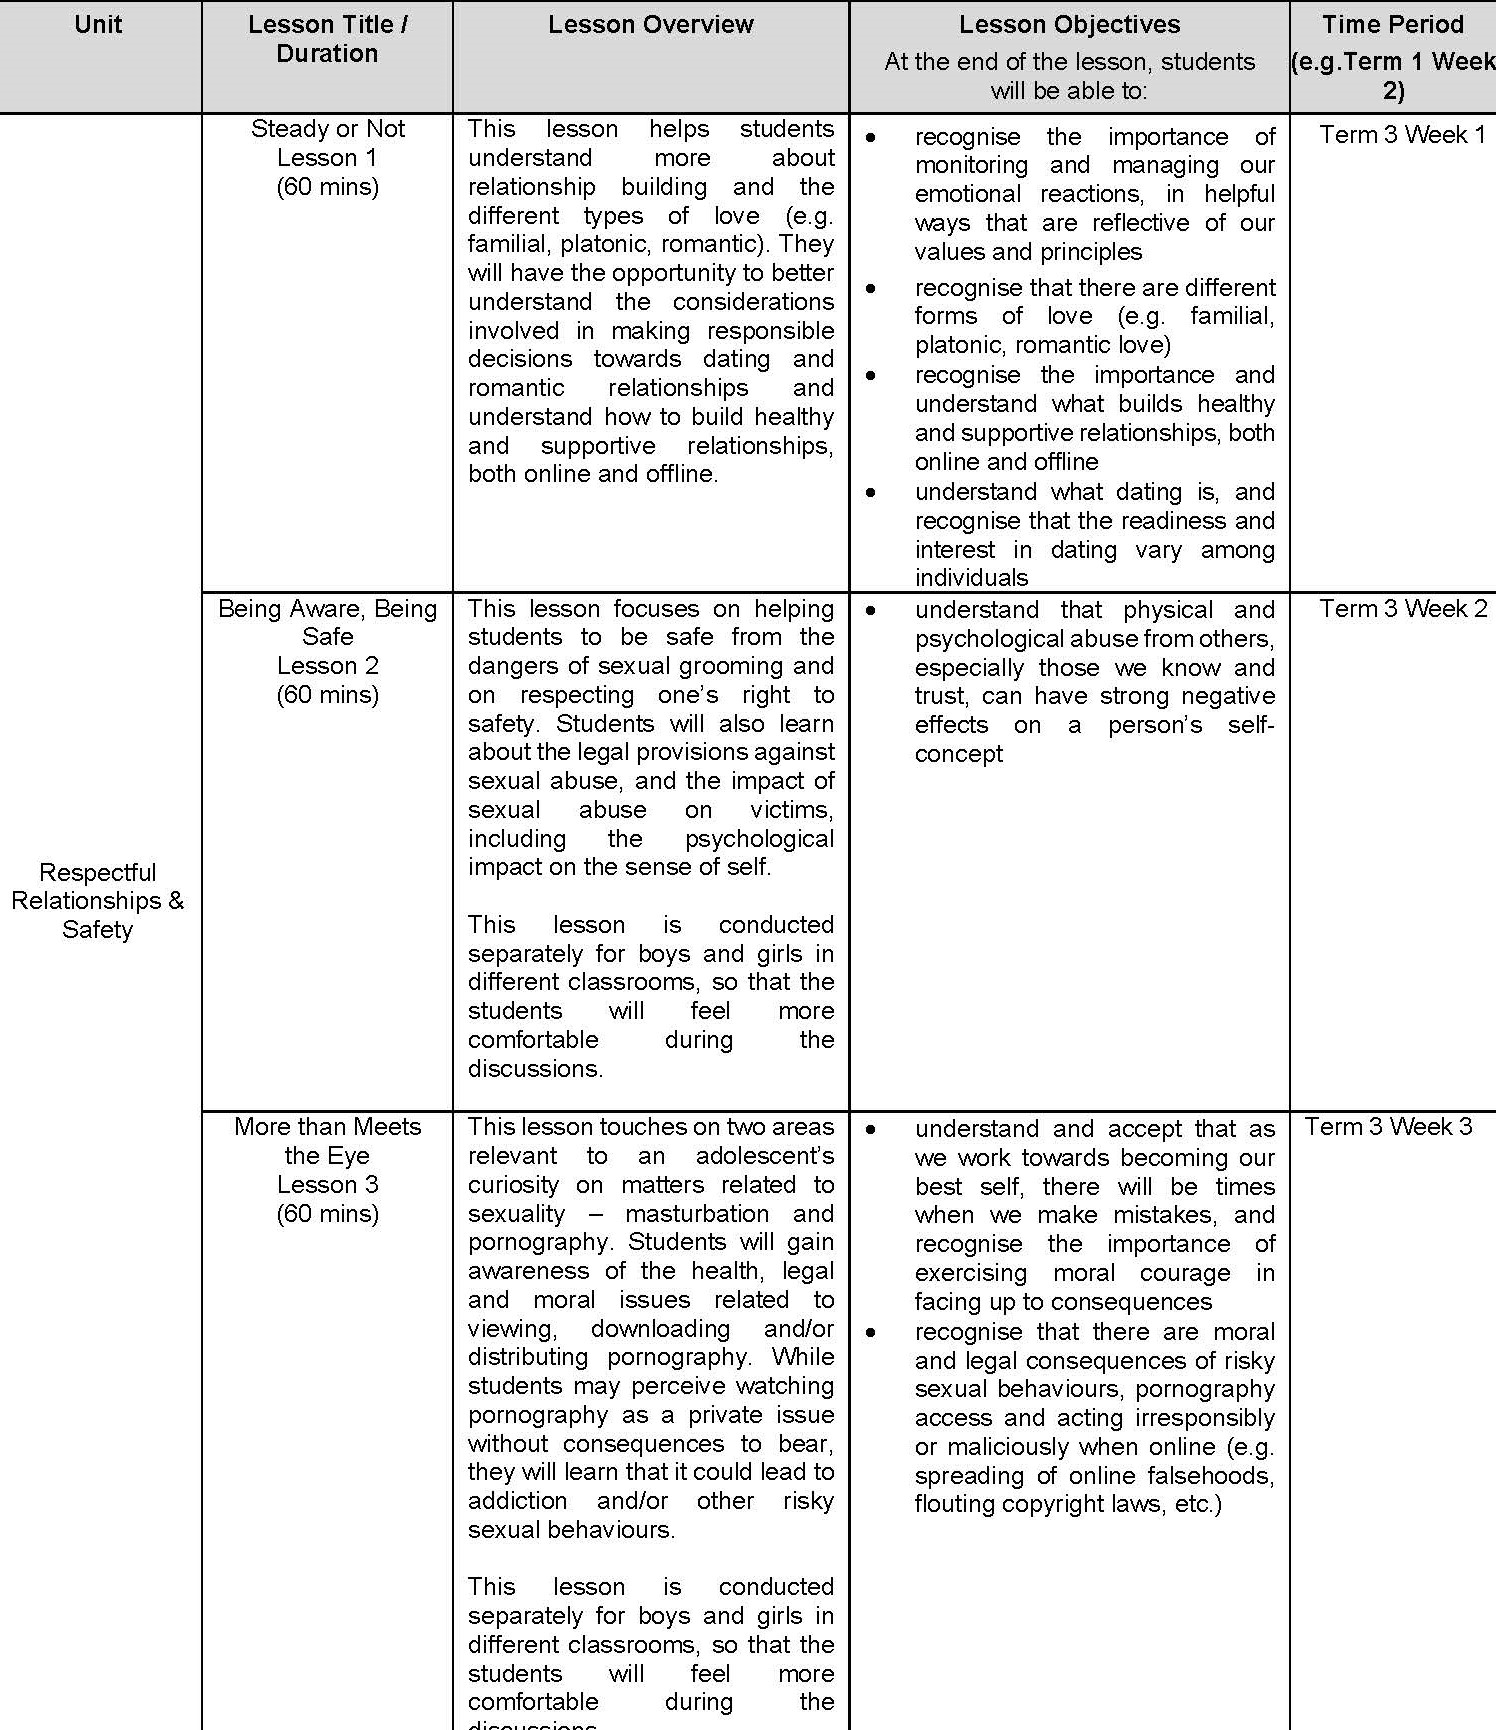 Unit
Lesson Title /
Duration
Lesson Overview
Lesson Objectives
At the end of the lesson, students
will be able to:
Time Period
(e.g.Term 1 Week
2)
Respectful
Relationships &
Safety
Steady or Not
Lesson 1
(60 mins)
This lesson helps students
understand more about
relationship building and the
different types of love (e.g.
familial, platonic, romantic). They
will have the opportunity to better
understand the considerations
involved in making responsible
decisions towards dating and
romantic relationships and
understand how to build healthy
and supportive relationships,
both online and offline.
• recognise the importance of
monitoring and managing our
emotional reactions, in helpful
ways that are reflective of our
values and principles
• recognise that there are different
forms of love (e.g. familial,
platonic, romantic love)
• recognise the importance and
understand what builds healthy
and supportive relationships, both
online and offline
• understand what dating is, and
recognise that the readiness and
interest in dating vary among
individuals
Term 3 Week 1
Being Aware, Being
Safe
Lesson 2
(60 mins)
This lesson focuses on helping
students to be safe from the
dangers of sexual grooming and
on respecting one's right to
safety. Students will also learn
about the legal provisions against
sexual abuse, and the impact of
sexual abuse on victims,
including the psychological
impact on the sense of self.
This lesson is conducted
separately for boys and girls in
different classrooms, so that the
students will feel more
comfortable during the
discussions.
• understand that physical and
psychological abuse from others,
especially those we know and
trust, can have strong negative
effects on a person's self-
concept
Term 3 Week 2
More than Meets
the Eye
Lesson 3
(60 mins)
This lesson touches on two areas
relevant to an adolescent's
curiosity on matters related to
sexuality – masturbation and
pornography. Students will gain
awareness of the health, legal
and moral issues related to
viewing, downloading and/or
distributing pornography. While
students may perceive watching
pornography as a private issue
without consequences to bear,
they will learn that it could lead to
addiction and/or other risky
sexual behaviours.
This lesson is conducted
separately for boys and girls in
different classrooms, so that the
students will feel more
comfortable during the
discussions.
• understand and accept that as
we work towards becoming our
best self, there will be times
when we make mistakes, and
recognise the importance of
exercising moral courage in
facing up to consequences
• recognise that there are moral
and legal consequences of risky
sexual behaviours, pornography
access and acting irresponsibly
or maliciously when online (e.g.
spreading of online falsehoods,
flouting copyright laws, etc.)
Term 3 Week 3